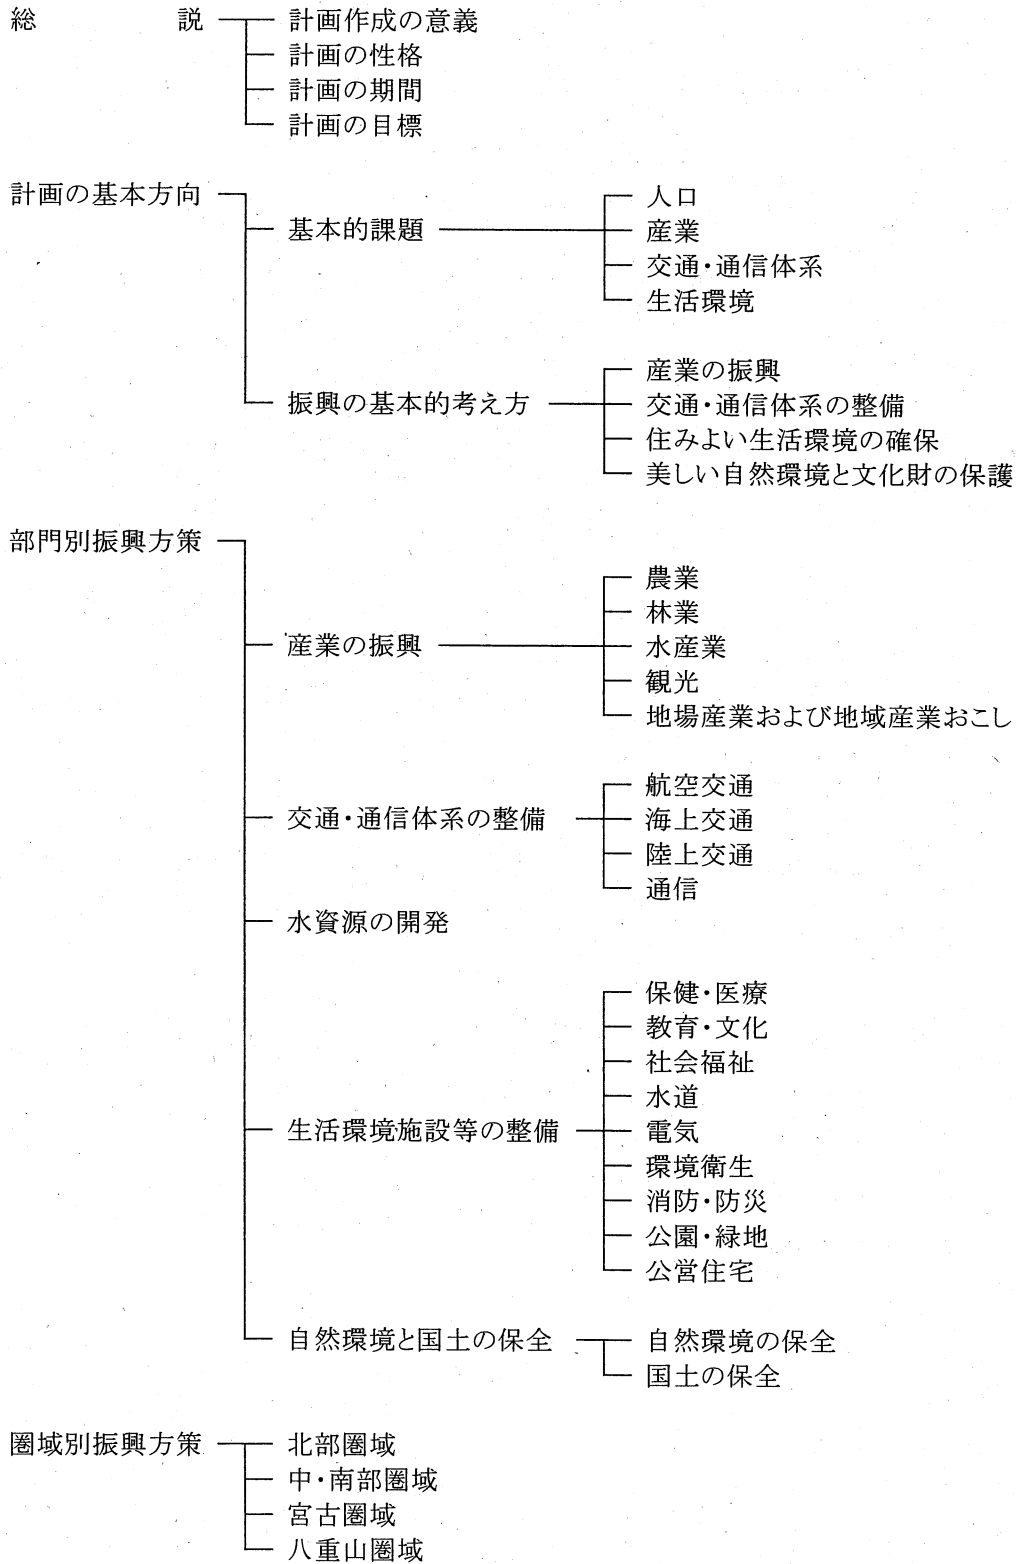 総説
計画作成の意義
計画の性格
計画の期間
計画の目標
計画の基本方向
基本的課題
人口
産業
交通・通信体系
生活環境
振興の基本的考え方
産業の振興
交通・通信体系の整備
住みよい生活環境の確保
美しい自然環境と文化財の保護
部門別振興方策
産業の振興
農業
林業
水産業
観光
地場産業および地域産業おこし
交通・通信体系の整備
航空交通
海上交通
陸上交通
通信
水資源の開発
生活環境施設等の整備
保健・医療
教育・文化
社会福祉
水道
電気
環境衛生
消防・防災
公園・緑地
公営住宅
自然環境と国土の保全
自然環境の保全
国土の保全
圏域別振興方策
北部圏域
中・南部圏域
宮古圏域
八重山圏域